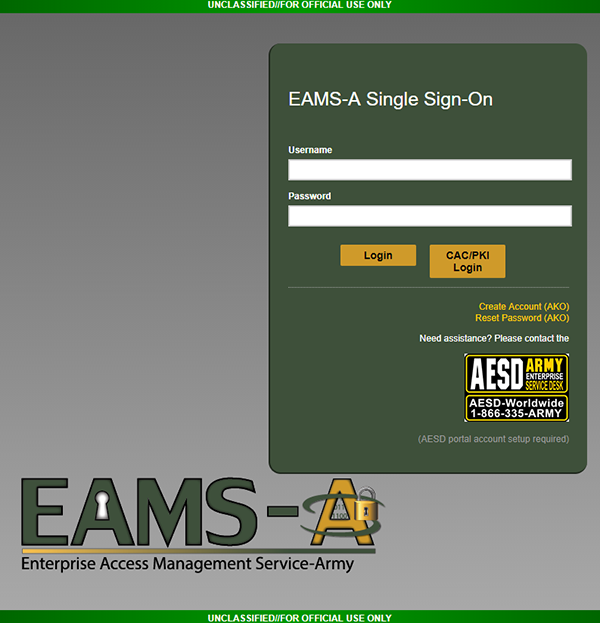 UNCLASSIFIED//FOR OFFICIAL USE ONLY
EAMS-A Single Sign-On
Username
Password
Login
CAC/PKI
Login
Create Account (AKO)
Reset Password (AKO)
Need assistance? Please contact the
AESD ARMY
ENTERPRISE
SERVICE DESK
AESD-Worldwide
1-866-335-ARMY
(AESD portal account setup required)
EAMS-A
Enterprise Access Management Service-Army
UNCLASSIFIED//FOR OFFICIAL USE ONLY